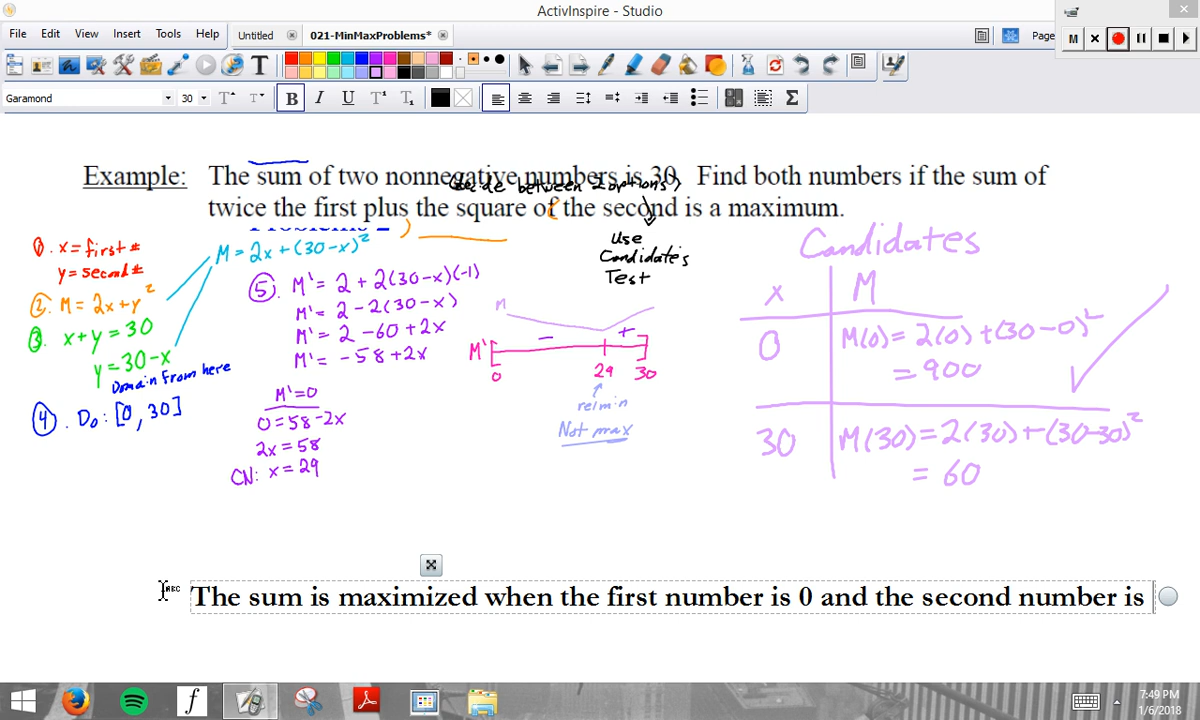 ActivInspire - Studio
File Edit View Insert Tools Help
Untitled
021-MinMaxProblems*
Page
M
Garamond
30
B I U
Example: The sum of two nonnegative numbers is 30. Find both numbers if the sum of
twice the first plus the square of the second is a maximum.
(decide between 2 options)
Use
Candidates
Test
①. x = first #
y = second #
②. M = 2x + y²
③. x + y = 30
y = 30 - x
Domain from here
④. D₀: [0, 30]
M = 2x + (30-x)²
⑤. M' = 2 + 2(30-x)(-1)
M' = 2 - 2(30-x)
M' = 2 - 60 + 2x
M' = -58 + 2x
M' = 0
0 = 58 - 2x
2x = 58
CN: x = 29
M
M' − +
0 29 30
rel min
Not max
Candidates
x M
0 M(0) = 2(0) + (30-0)²
= 900
30 M(30) = 2(30) + (30-30)²
= 60
The sum is maximized when the first number is 0 and the second number is
REC
7:49 PM
1/6/2018